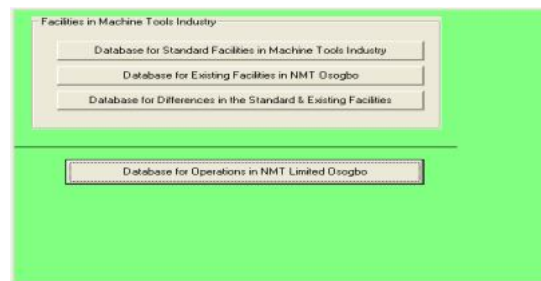 Facilities in Machine Tools Industry
Database for Standard Facilities in Machine Tools Industry
Database for Existing Facilities in NMT Osogbo
Database for Differences in the Standard & Existing Facilities
Database for Operations in NMT Limited Osogbo